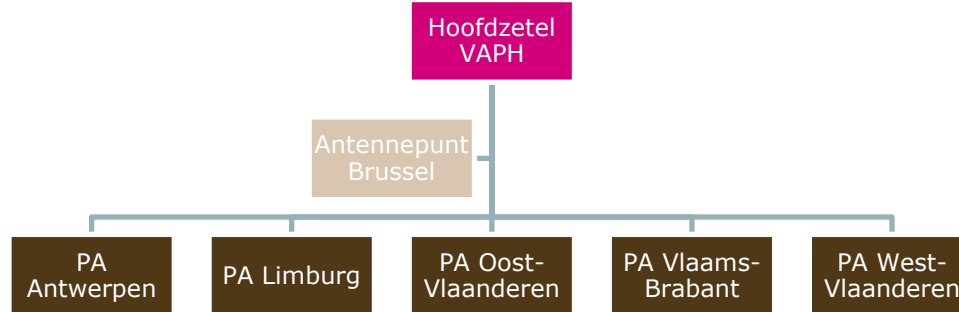 Hoofdzetel
VAPH
Antennepunt
Brussel
PA
Antwerpen
PA Limburg
PA Oost-
Vlaanderen
PA Vlaams-
Brabant
PA West-
Vlaanderen